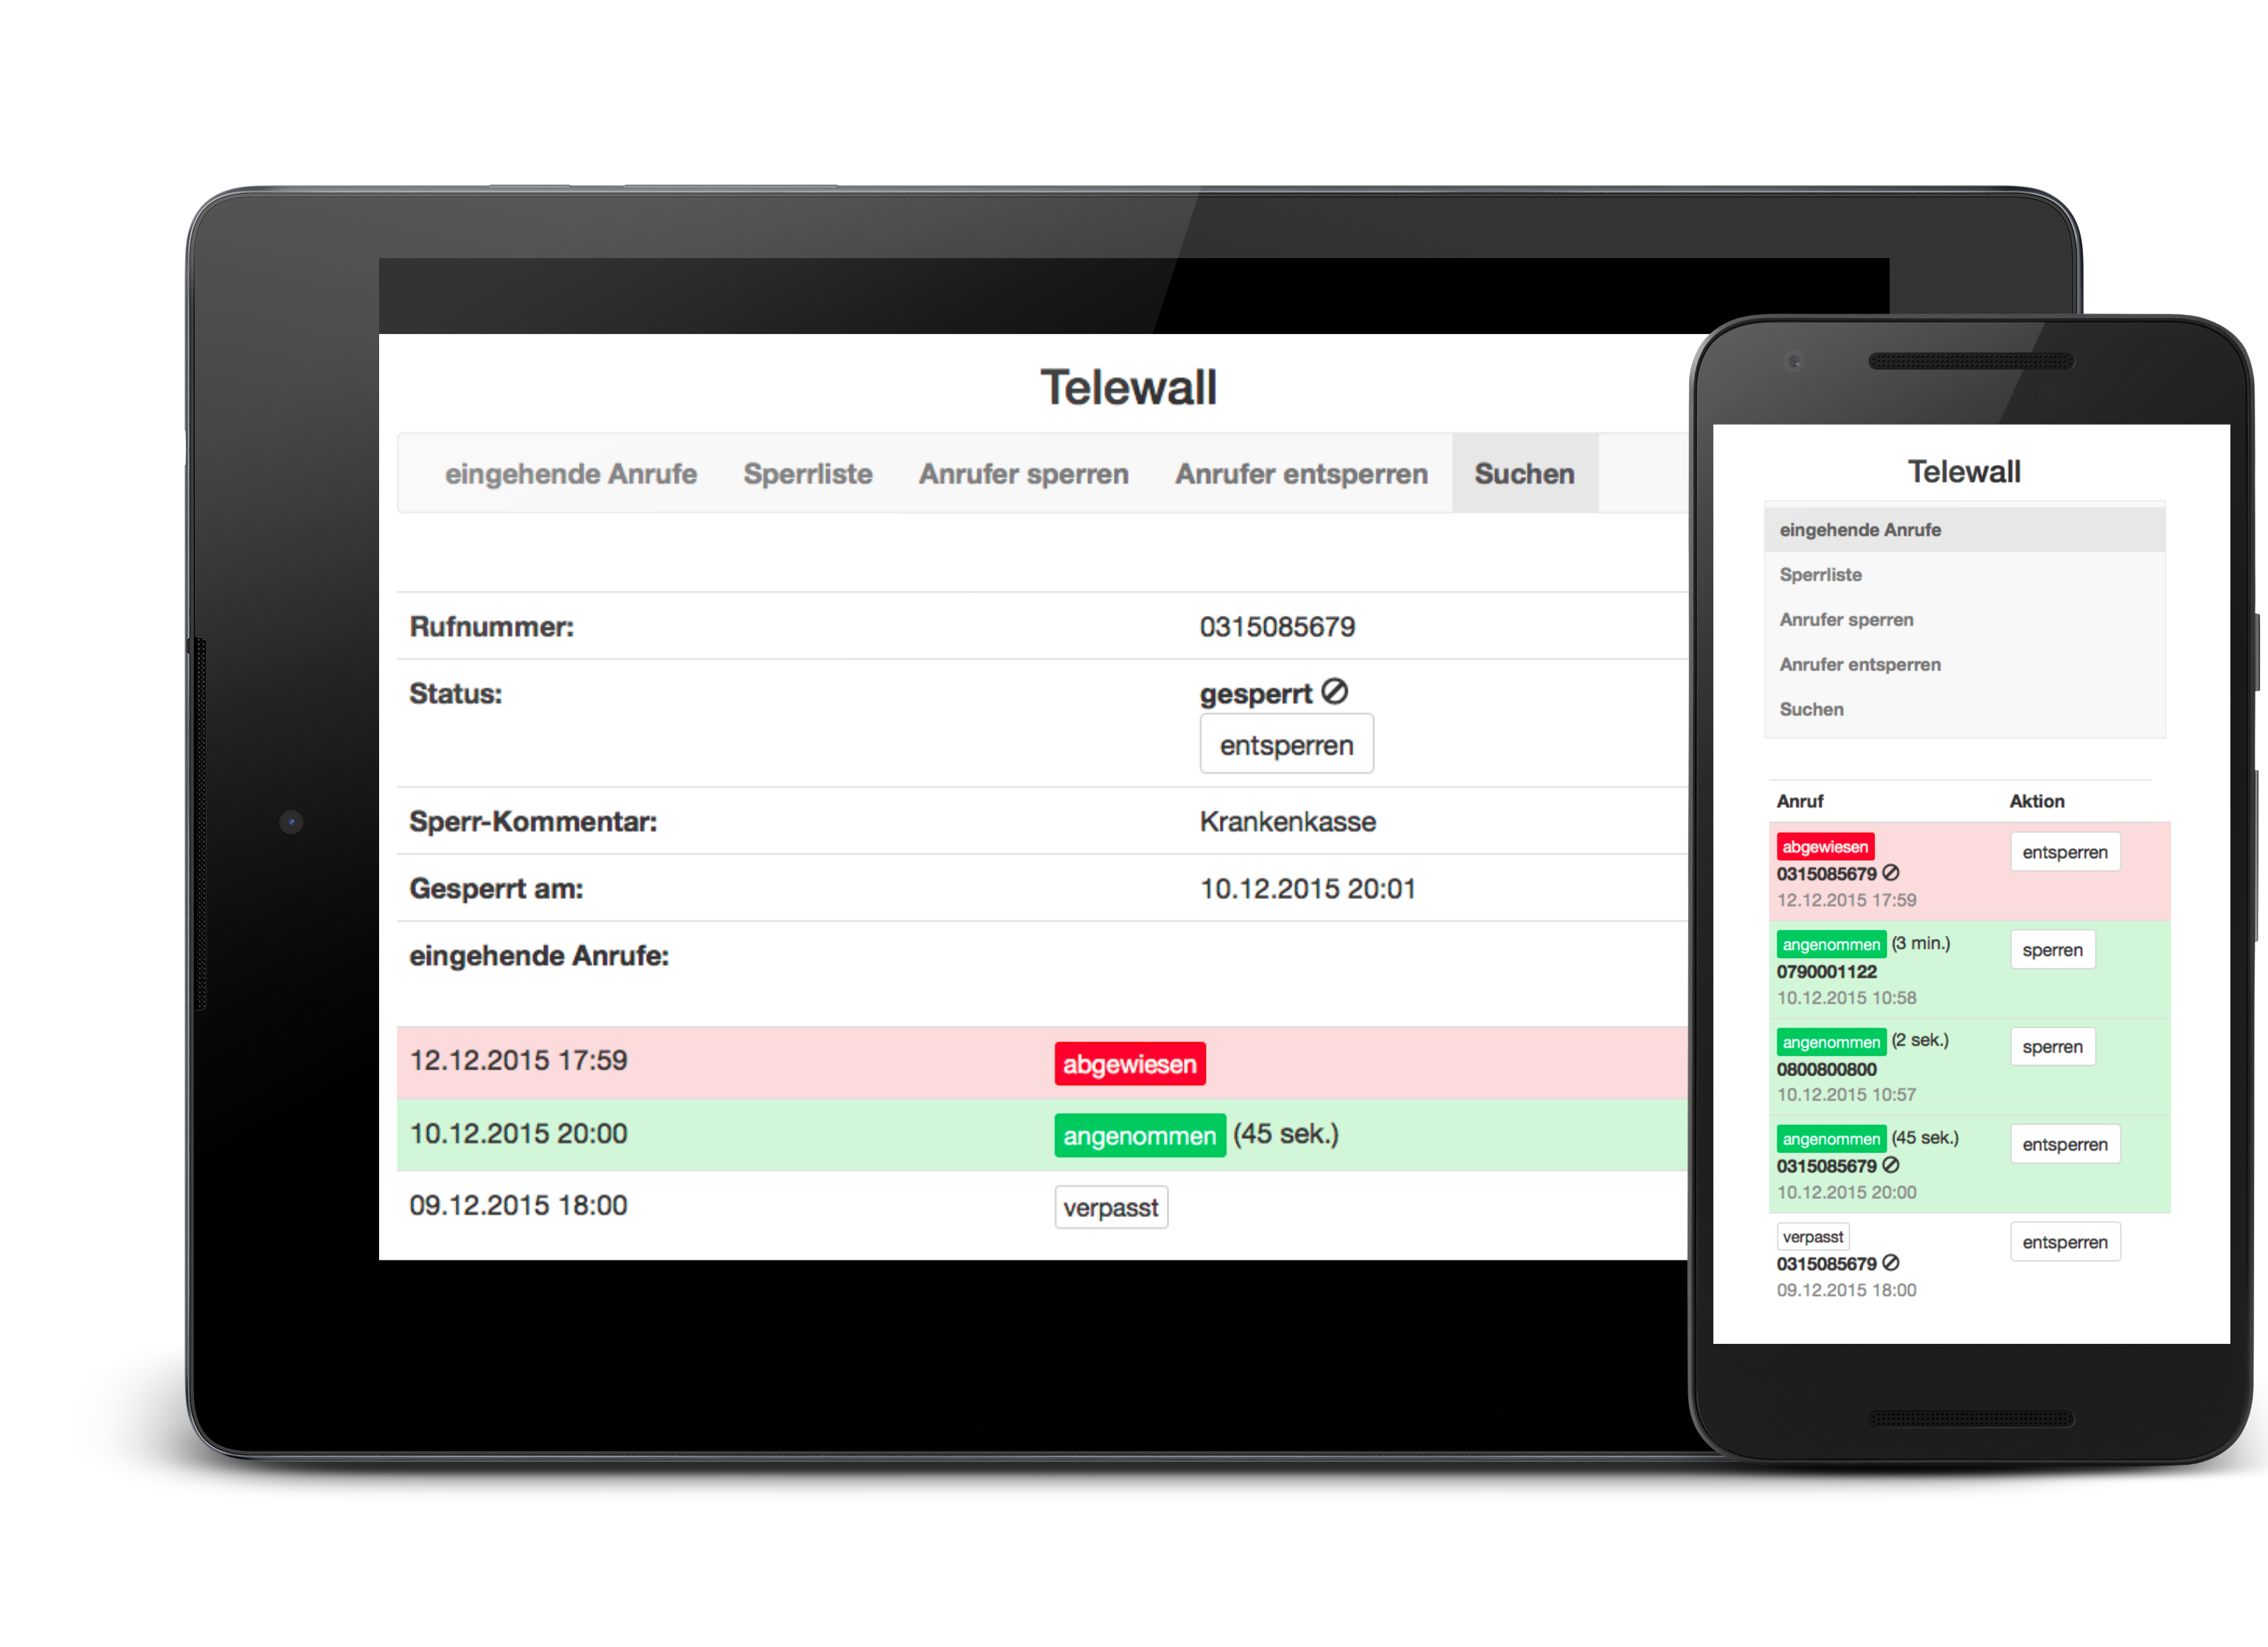 Telewall
eingehende Anrufe Sperrliste Anrufer sperren Anrufer entsperren Suchen
Rufnummer: 0315085679
Status: gesperrt
entsperren
Sperr-Kommentar: Krankenkasse
Gesperrt am: 10.12.2015 20:01
eingehende Anrufe:
12.12.2015 17:59 abgewiesen
10.12.2015 20:00 angenommen (45 sek.)
09.12.2015 18:00 verpasst
Telewall
eingehende Anrufe
Sperrliste
Anrufer sperren
Anrufer entsperren
Suchen
Anruf Aktion
abgewiesen entsperren
0315085679
12.12.2015 17:59
angenommen (3 min.) sperren
0790001122
10.12.2015 10:58
angenommen (2 sek.) sperren
0800800800
10.12.2015 10:57
angenommen (45 sek.) entsperren
0315085679
10.12.2015 20:00
verpasst entsperren
0315085679
09.12.2015 18:00